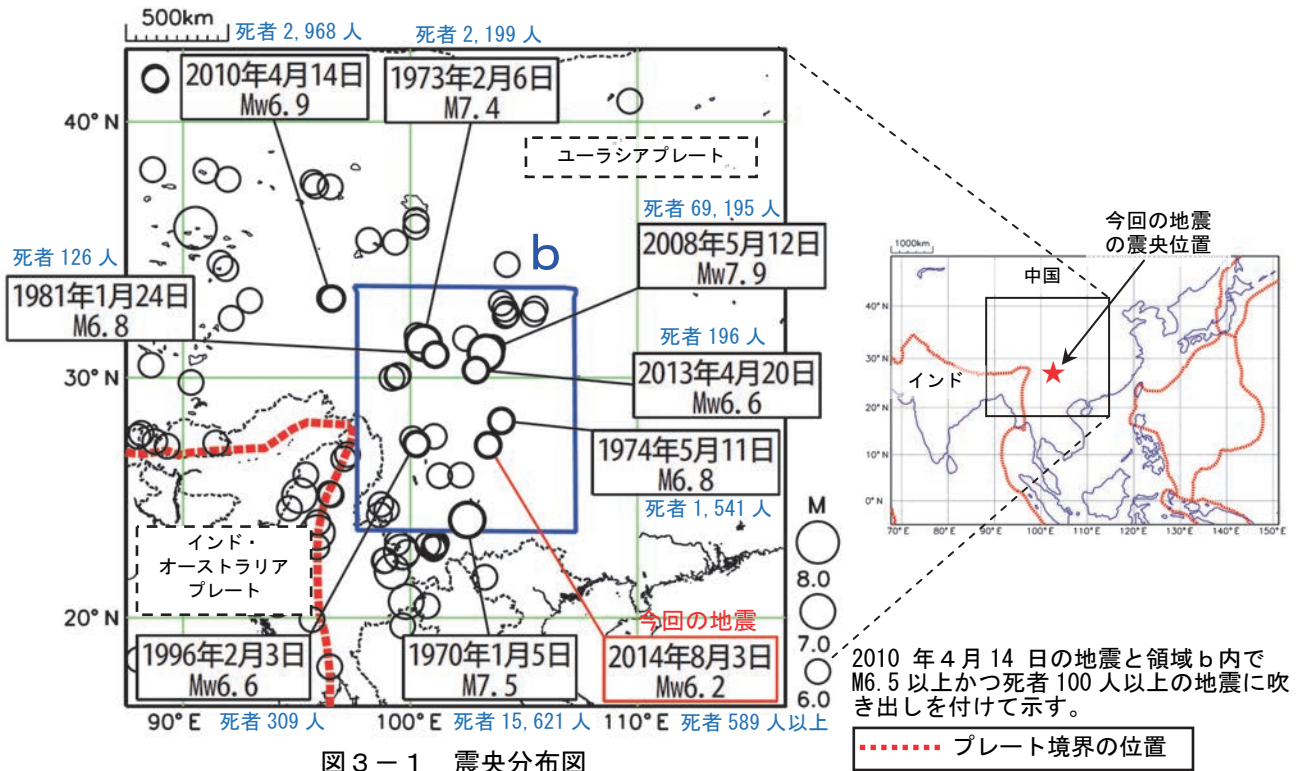 500km
死者 2,968 人
死者 2,199 人
2010年4月14日
Mw6.9
1973年2月6日
M7.4
40°N
ユーラシアプレート
死者 69,195 人
2008年5月12日
Mw7.9
b
死者 126 人
1981年1月24日
M6.8
死者 196 人
2013年4月20日
Mw6.6
30°N
1974年5月11日
M6.8
死者 1,541 人
インド・
オーストラリア
プレート
M
8.0
7.0
6.0
20°N
今回の地震
1996年2月3日
Mw6.6
1970年1月5日
M7.5
2014年8月3日
Mw6.2
90°E
死者 309 人
100°E
死者 15,621 人
110°E
死者 589 人以上
図3－1　震央分布図
今回の地震
の震央位置
1000km
中国
インド
40°N
30°N
20°N
10°N
0°N
70°E
80°E
90°E
100°E
110°E
120°E
130°E
140°E
150°E
2010 年４月 14 日の地震と領域ｂ内で
M6.5 以上かつ死者 100 人以上の地震に吹
き出しを付けて示す。
プレート境界の位置